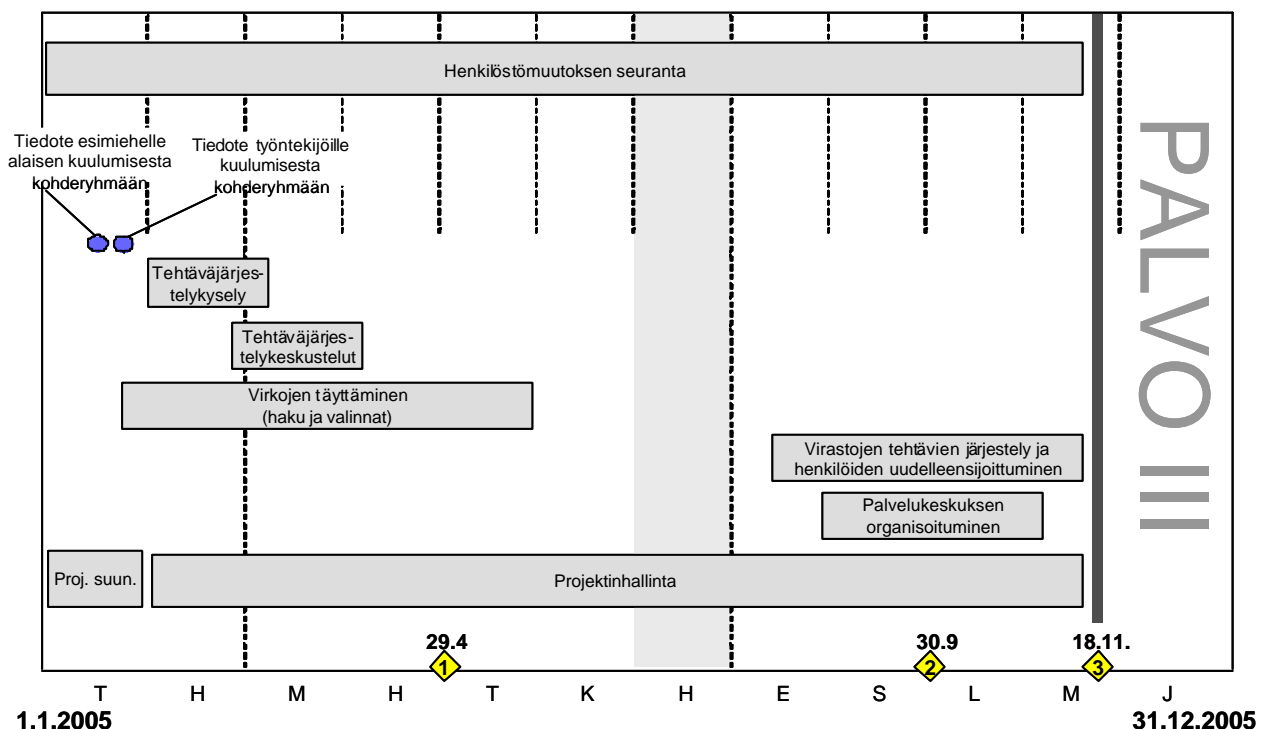 Henkilöstömuutoksen seuranta
Tiedote esimiehelle
alaisen kuulumisesta
kohderyhmään
Tiedote työntekijöille
kuulumisesta
kohderyhmään
Tehtäväjärjes-
telykysely
Tehtäväjärjes-
telykeskustelut
Virkojen täyttäminen
(haku ja valinnat)
Virastojen tehtävien järjestely ja
henkilöiden uudelleensijoittuminen
Palvelukeskuksen
organisoituminen
Proj. suun.
Projektinhallinta
PALVO III
29.4
30.9
18.11.
1
2
3
T H M H T K H E S L M J
1.1.2005
31.12.2005